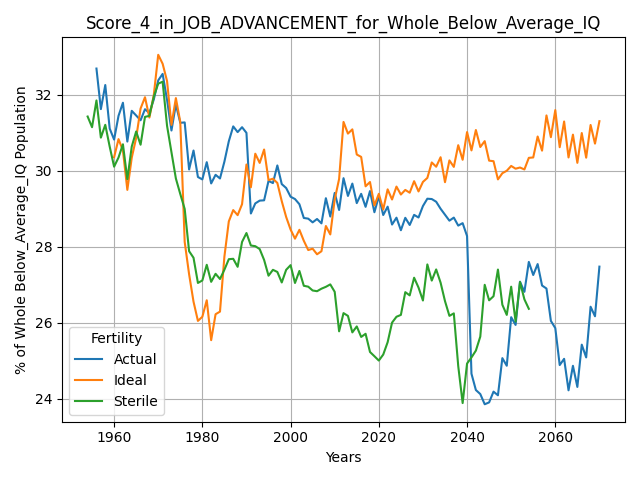 Score_4_in_JOB_ADVANCEMENT_for_Whole_Below_Average_IQ
% of Whole Below_Average_IQ Population
32
30
28
26
24
Fertility
Actual
Ideal
Sterile
1960 1980 2000 2020 2040 2060
Years